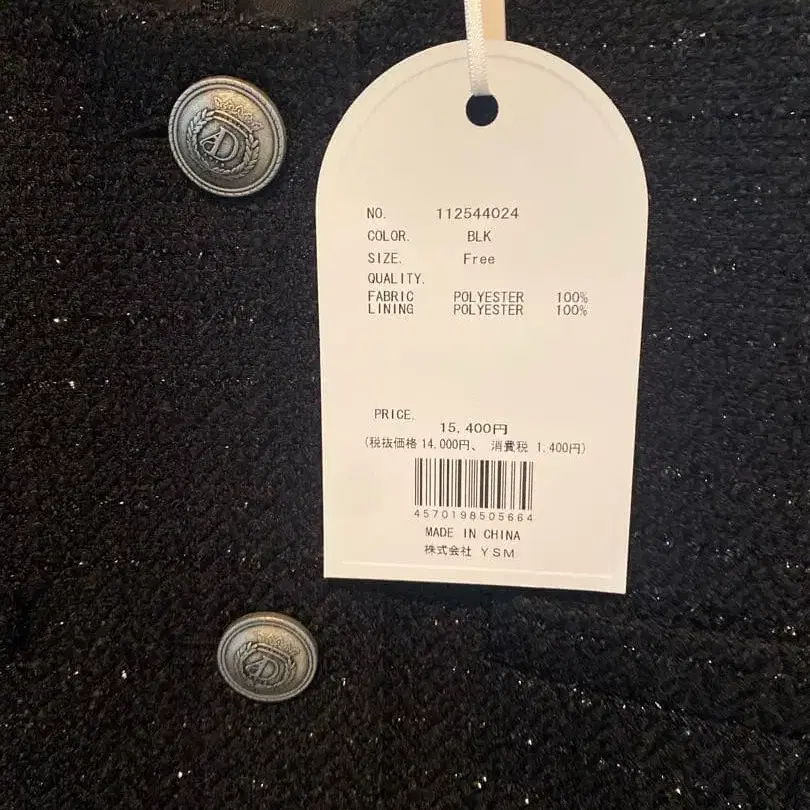 NO. 112544024
COLOR. BLK
SIZE. Free
QUALITY.
FABRIC POLYESTER 100%
LINING POLYESTER 100%
PRICE.
15,400円
(税抜価格 14,000円、 消費税 1,400円)
4570198505664
MADE IN CHINA
株式会社 YSM
AD
AD